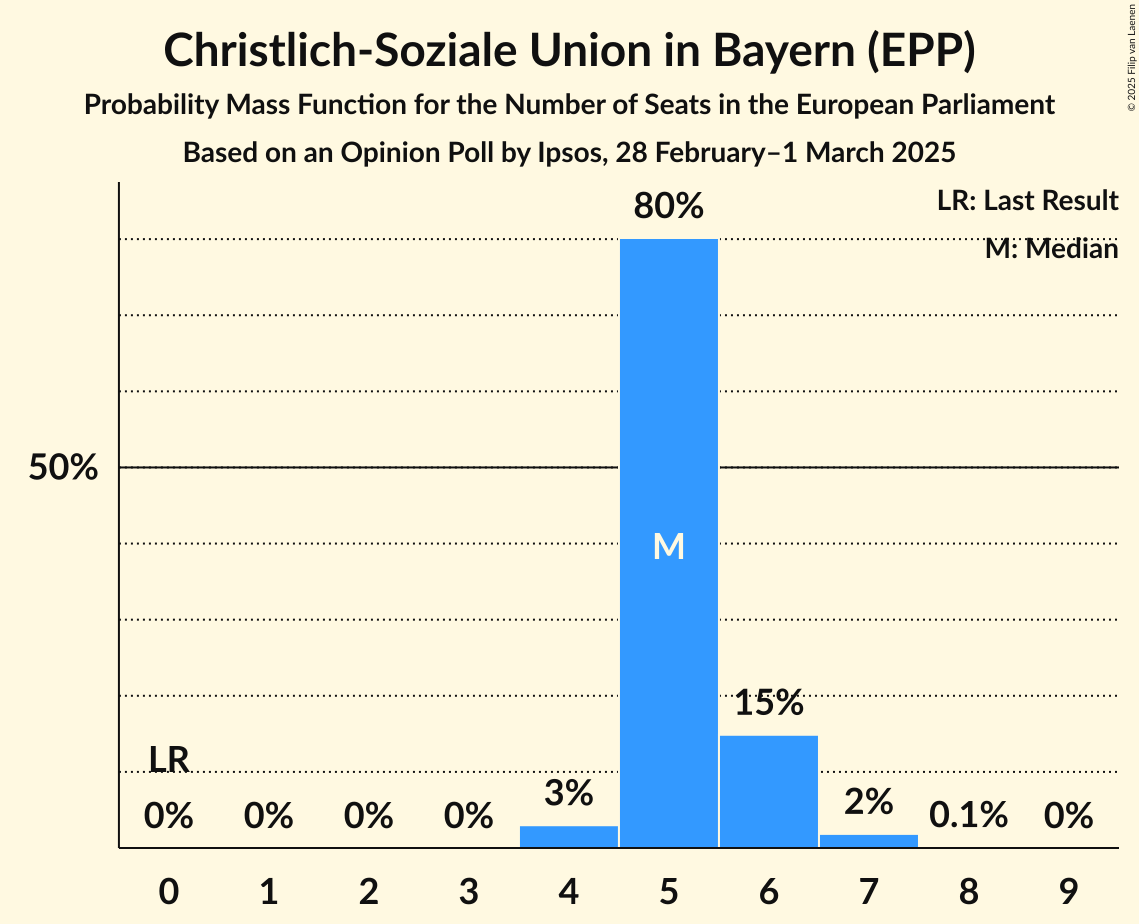 Christlich-Soziale Union in Bayern (EPP)
Probability Mass Function for the Number of Seats in the European Parliament
Based on an Opinion Poll by Ipsos, 28 February–1 March 2025
© 2025 Filip van Laenen
LR: Last Result
M: Median
80%
50%
M
15%
LR
0% 0% 0% 0% 3% 2% 0.1% 0%
0 1 2 3 4 5 6 7 8 9